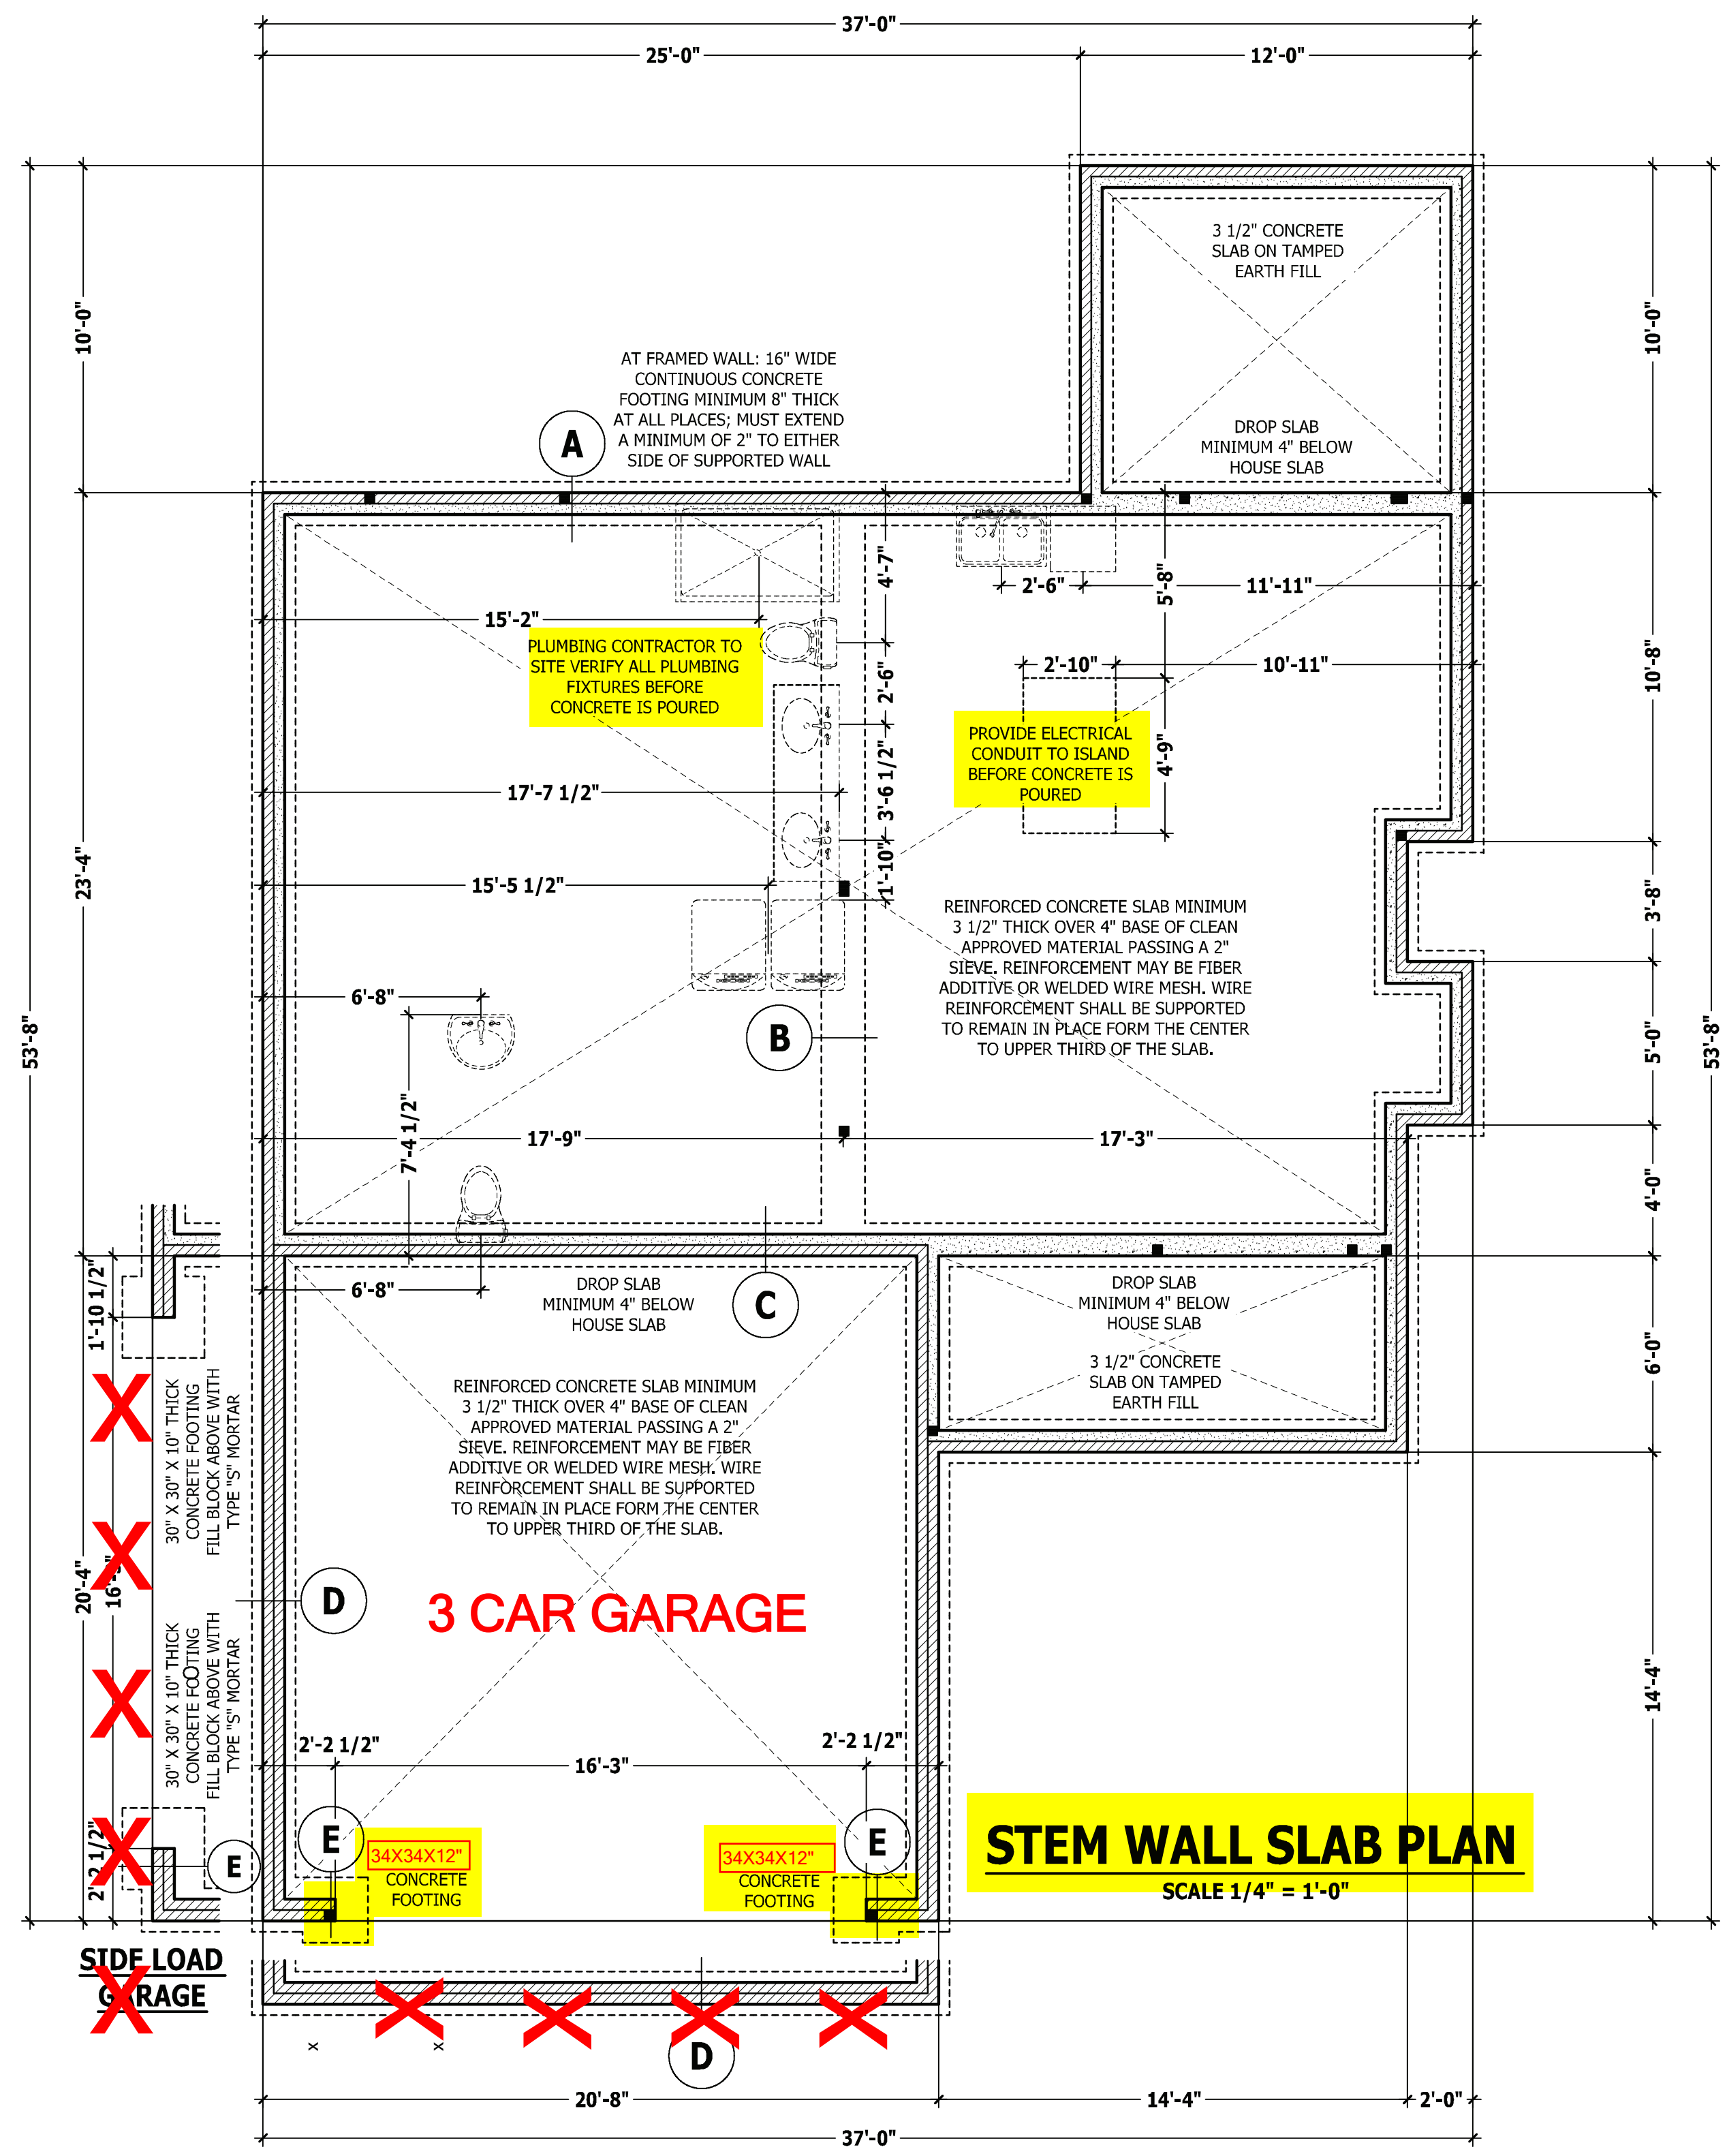 37'-0"
25'-0"
12'-0"
3 1/2" CONCRETE
SLAB ON TAMPED
EARTH FILL
10'-0"
10'-0"
AT FRAMED WALL: 16" WIDE
CONTINUOUS CONCRETE
FOOTING MINIMUM 8" THICK
AT ALL PLACES; MUST EXTEND
A MINIMUM OF 2" TO EITHER
SIDE OF SUPPORTED WALL
A
DROP SLAB
MINIMUM 4" BELOW
HOUSE SLAB
4'-7"
2'-6"
5'-8"
11'-11"
15'-2"
PLUMBING CONTRACTOR TO
SITE VERIFY ALL PLUMBING
FIXTURES BEFORE
CONCRETE IS POURED
2'-6"
2'-10"
10'-11"
10'-8"
PROVIDE ELECTRICAL
CONDUIT TO ISLAND
BEFORE CONCRETE IS
POURED
4'-9"
3'-6 1/2"
17'-7 1/2"
1'-10"
15'-5 1/2"
23'-4"
3'-8"
REINFORCED CONCRETE SLAB MINIMUM
3 1/2" THICK OVER 4" BASE OF CLEAN
APPROVED MATERIAL PASSING A 2"
SIEVE. REINFORCEMENT MAY BE FIBER
ADDITIVE OR WELDED WIRE MESH. WIRE
REINFORCEMENT SHALL BE SUPPORTED
TO REMAIN IN PLACE FORM THE CENTER
TO UPPER THIRD OF THE SLAB.
6'-8"
B
53'-8"
53'-8"
5'-0"
7'-4 1/2"
17'-9"
17'-3"
4'-0"
1'-10 1/2"
6'-8"
DROP SLAB
MINIMUM 4" BELOW
HOUSE SLAB
C
DROP SLAB
MINIMUM 4" BELOW
HOUSE SLAB
3 1/2" CONCRETE
SLAB ON TAMPED
EARTH FILL
6'-0"
REINFORCED CONCRETE SLAB MINIMUM
3 1/2" THICK OVER 4" BASE OF CLEAN
APPROVED MATERIAL PASSING A 2"
SIEVE. REINFORCEMENT MAY BE FIBER
ADDITIVE OR WELDED WIRE MESH. WIRE
REINFORCEMENT SHALL BE SUPPORTED
TO REMAIN IN PLACE FORM THE CENTER
TO UPPER THIRD OF THE SLAB.
30" X 30" X 10" THICK
CONCRETE FOOTING
FILL BLOCK ABOVE WITH
TYPE "S" MORTAR
20'-4"
D
3 CAR GARAGE
30" X 30" X 10" THICK
CONCRETE FOOTING
FILL BLOCK ABOVE WITH
TYPE "S" MORTAR
14'-4"
2'-2 1/2"
16'-3"
2'-2 1/2"
2'-2 1/2"
E
E
E
34X34X12"
CONCRETE
FOOTING
34X34X12"
CONCRETE
FOOTING
STEM WALL SLAB PLAN
SCALE 1/4" = 1'-0"
SIDE LOAD
GARAGE
X X
D
20'-8"
14'-4"
2'-0"
37'-0"